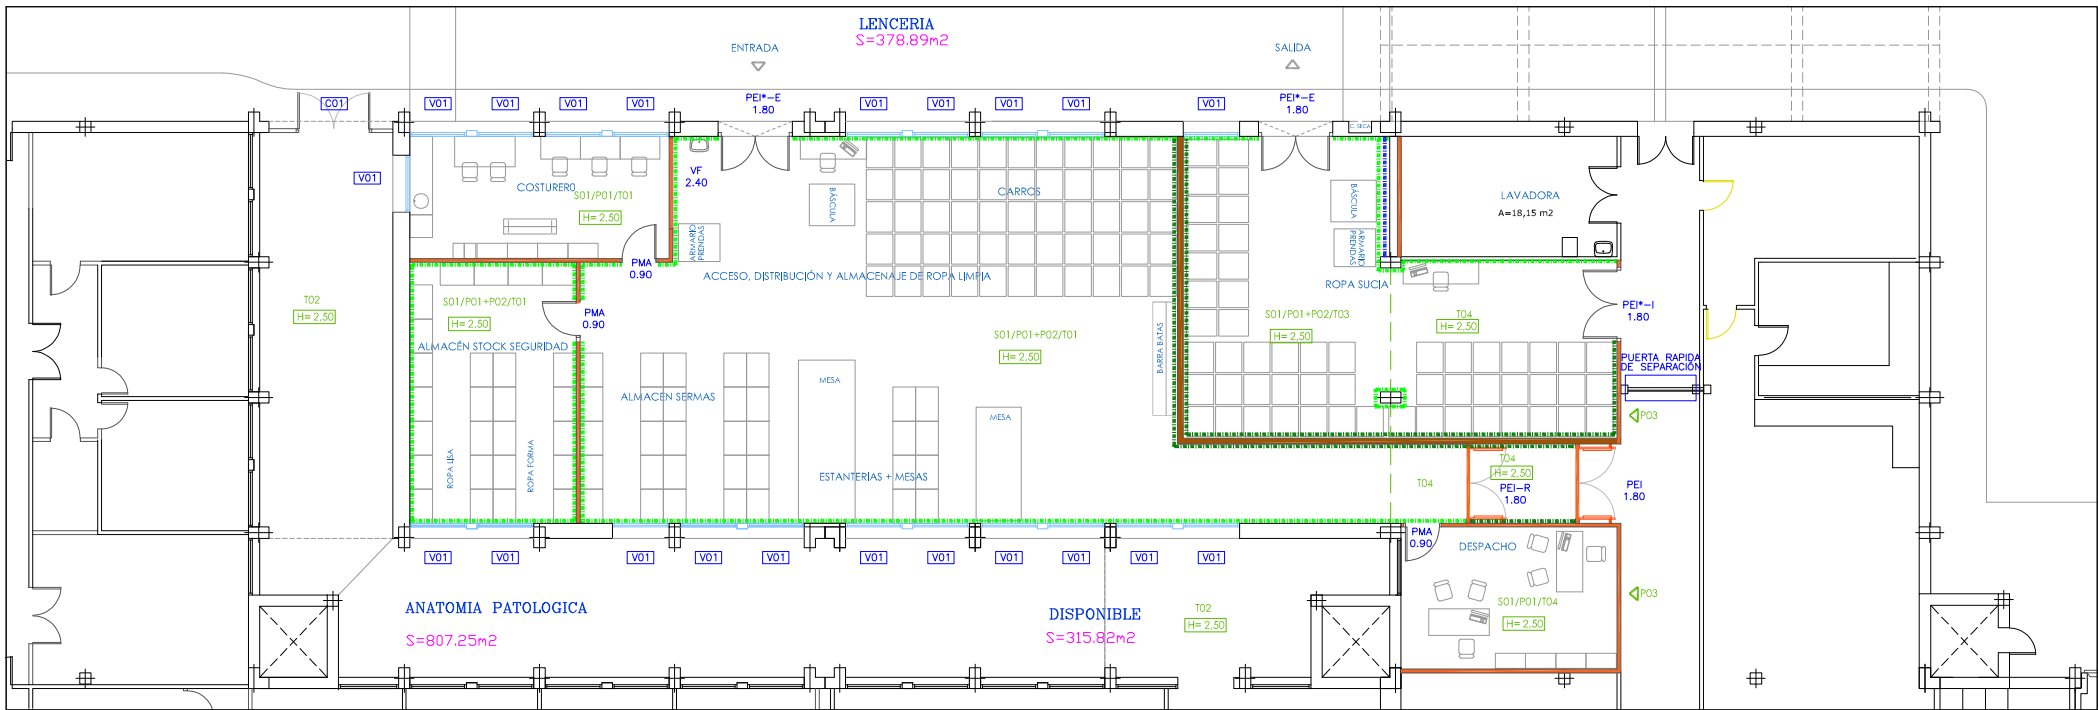 LENCERIA
S=378.89m2
ENTRADA
SALIDA
C01
V01
V01
V01
V01
PEI*-E
1.80
V01
V01
V01
V01
V01
PEI*-E
1.80
C. SECA
V01
COSTURERO
S01/P01/T01
H= 2,50
VF
2.40
BÁSCULA
ARMARIO
PRENDAS
CARROS
BÁSCULA
ARMARIO
PRENDAS
LAVADORA
A=18,15 m2
PMA
0.90
ACCESO, DISTRIBUCIÓN Y ALMACENAJE DE ROPA LIMPIA
ROPA SUCIA
T02
H= 2,50
S01/P01+P02/T01
H= 2,50
PMA
0.90
ALMACÉN STOCK SEGURIDAD
S01/P01+P02/T01
H= 2,50
BARRA BATAS
S01/P01+P02/T03
H= 2,50
T04
H= 2,50
PEI*-I
1.80
PUERTA RAPIDA
DE SEPARACIÓN
MESA
ALMACEN SERMAS
MESA
P03
ROPA LISA
ROPA FORMA
ESTANTERÍAS + MESAS
T04
T04
H= 2,50
PEI-R
1.80
PEI
1.80
V01
V01
V01
V01
V01
V01
V01
V01
V01
V01
V01
PMA
0.90
DESPACHO
S01/P01/T04
H= 2,50
P03
ANATOMIA PATOLOGICA
S=807.25m2
DISPONIBLE
S=315.82m2
T02
H= 2,50